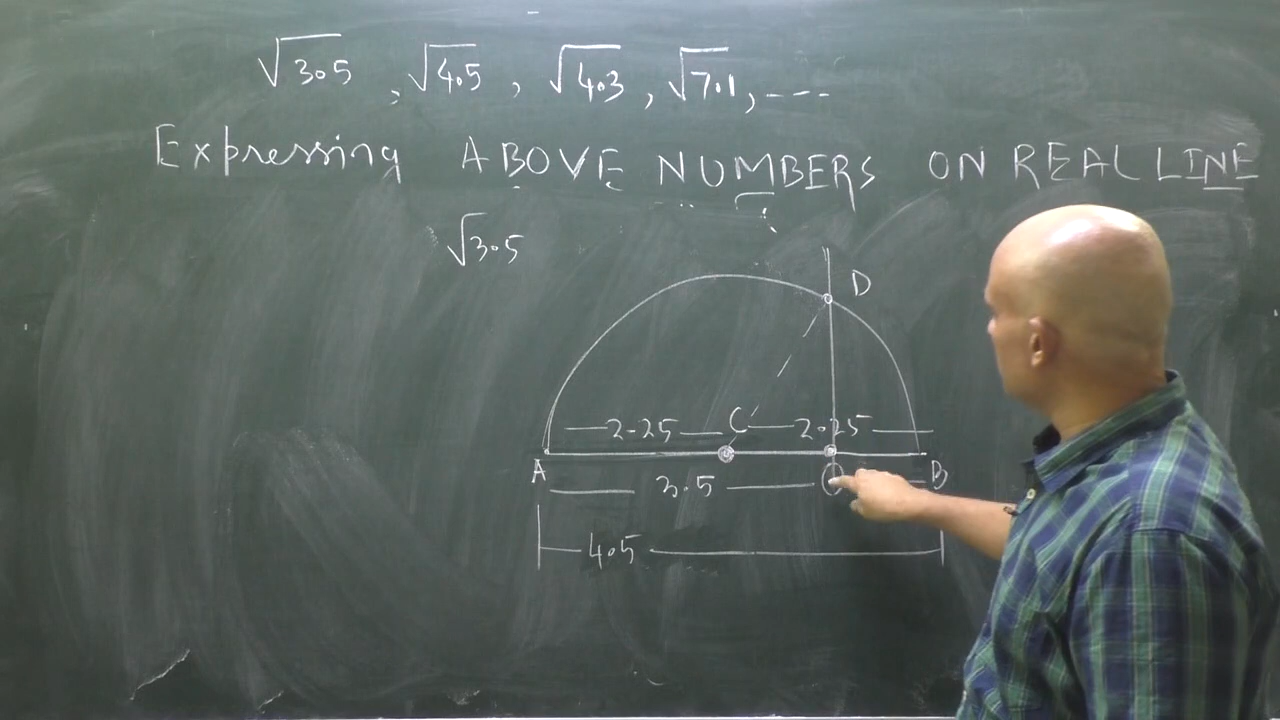 √3.5 , √4.5 , √4.3 , √7.1 , ---
Expressing ABOVE NUMBERS ON REAL LINE
√3.5
D
2.25 C 2.25
A 3.5 O B
4.5